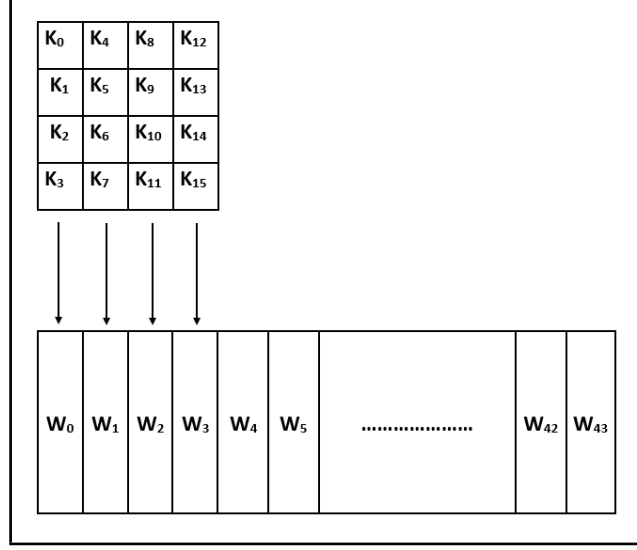 K₀ K₄ K₈ K₁₂
K₁ K₅ K₉ K₁₃
K₂ K₆ K₁₀ K₁₄
K₃ K₇ K₁₁ K₁₅
W₀ W₁ W₂ W₃ W₄ W₅ ..................... W₄₂ W₄₃